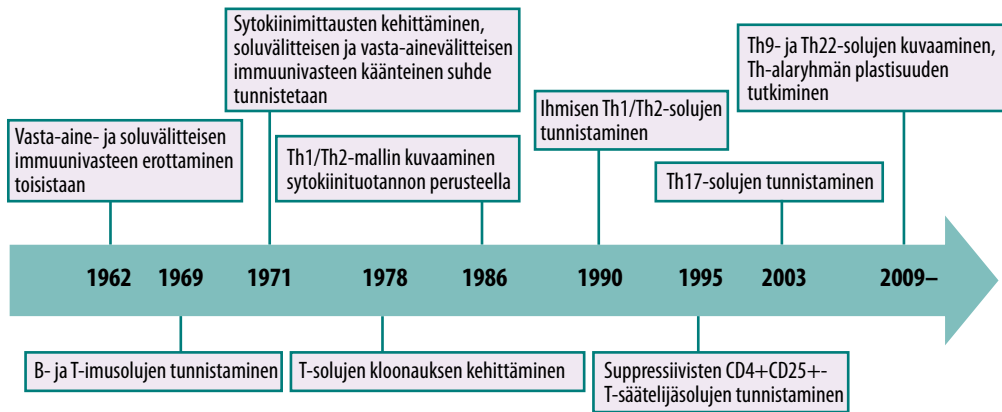 Sytokiinimittausten kehittäminen,
soluvälitteisen ja vasta-ainevälitteisen
immuunivasteen käänteinen suhde
tunnistetaan
Th9- ja Th22-solujen kuvaaminen,
Th-alaryhmän plastisuuden
tutkiminen
Ihmisen Th1/Th2-solujen
tunnistaminen
Vasta-aine- ja soluvälitteisen
immuunivasteen erottaminen
toisistaan
Th1/Th2-mallin kuvaaminen
sytokiinituotannon perusteella
Th17-solujen tunnistaminen
1962 1969 1971 1978 1986 1990 1995 2003 2009–
B- ja T-imusolujen tunnistaminen
T-solujen kloonauksen kehittäminen
Suppressiivisten CD4+CD25+-
T-säätelijäsolujen tunnistaminen